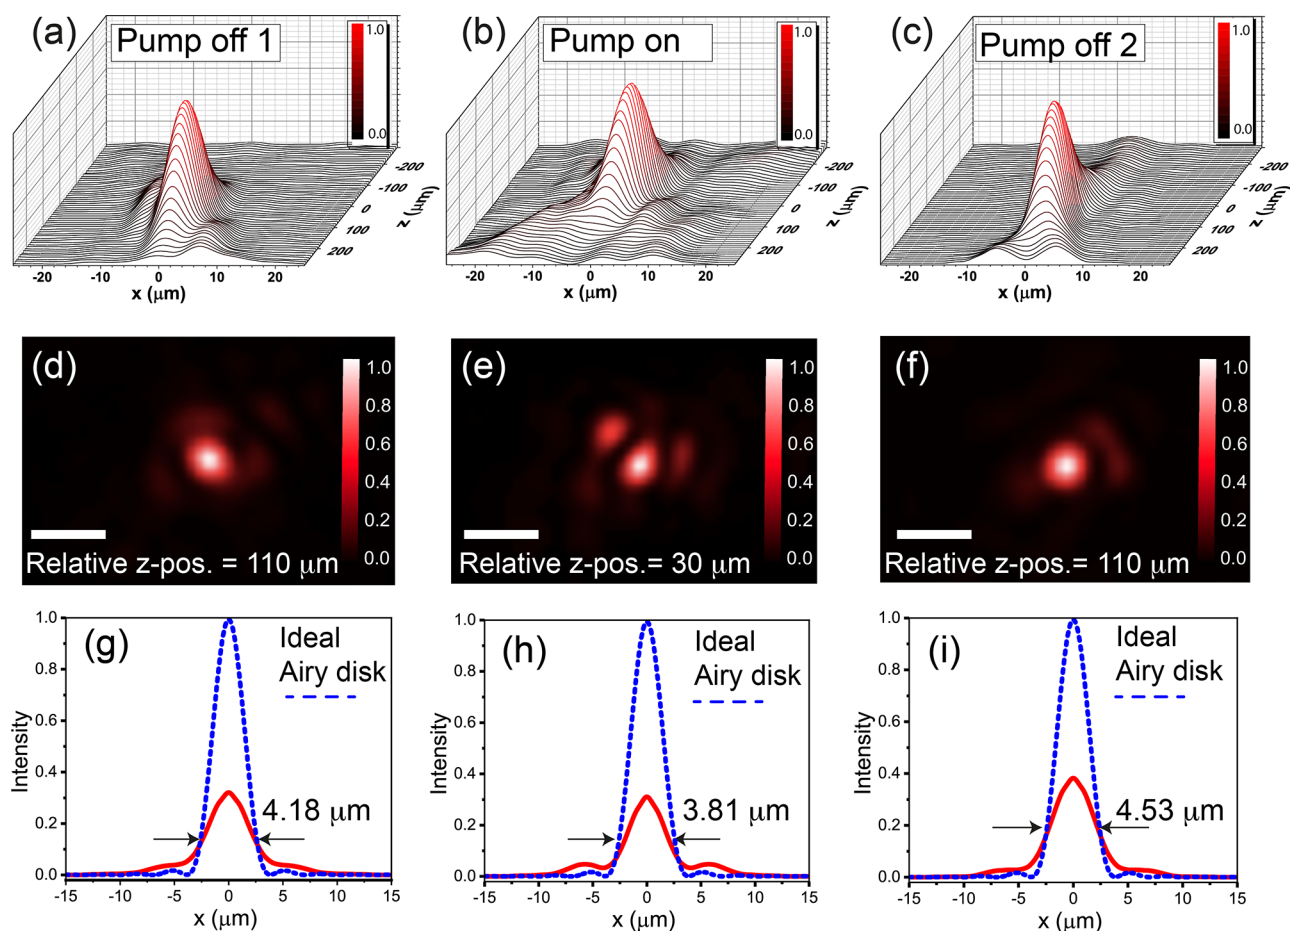 (a) Pump off 1
1.0
0.0
-200
-100
0
100
200
z (μm)
-20 -10 0 10 20
x (μm)
(b) Pump on
1.0
0.0
-200
-100
0
100
200
z (μm)
-20 -10 0 10 20
x (μm)
(c) Pump off 2
1.0
0.0
-200
-100
0
100
200
z (μm)
-20 -10 0 10 20
x (μm)
(d)
1.0
0.8
0.6
0.4
0.2
0.0
Relative z-pos. = 110 μm
(e)
1.0
0.8
0.6
0.4
0.2
0.0
Relative z-pos.= 30 μm
(f)
1.0
0.8
0.6
0.4
0.2
0.0
Relative z-pos.= 110 μm
(g)
Ideal
Airy disk
4.18 μm
Intensity
1.0
0.8
0.6
0.4
0.2
0.0
-15 -10 -5 0 5 10 15
x (μm)
(h)
Ideal
Airy disk
3.81 μm
Intensity
1.0
0.8
0.6
0.4
0.2
0.0
-15 -10 -5 0 5 10 15
x (μm)
(i)
Ideal
Airy disk
4.53 μm
Intensity
1.0
0.8
0.6
0.4
0.2
0.0
-15 -10 -5 0 5 10 15
x (μm)